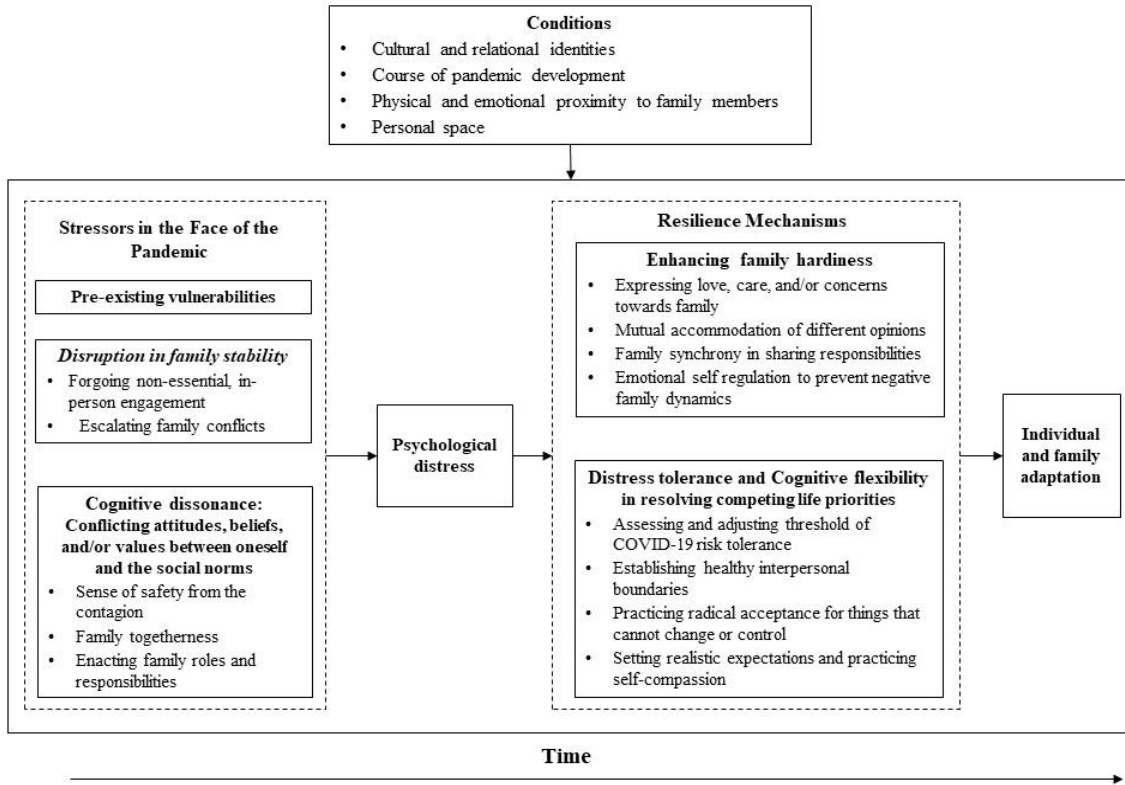 Conditions
• Cultural and relational identities
• Course of pandemic development
• Physical and emotional proximity to family members
• Personal space
Stressors in the Face of the
Pandemic
Pre-existing vulnerabilities
Disruption in family stability
• Forgoing non-essential, in-
person engagement
• Escalating family conflicts
Cognitive dissonance:
Conflicting attitudes, beliefs,
and/or values between oneself
and the social norms
• Sense of safety from the
contagion
• Family togetherness
• Enacting family roles and
responsibilities
Psychological
distress
Resilience Mechanisms
Enhancing family hardiness
• Expressing love, care, and/or concerns
towards family
• Mutual accommodation of different opinions
• Family synchrony in sharing responsibilities
• Emotional self regulation to prevent negative
family dynamics
Distress tolerance and Cognitive flexibility
in resolving competing life priorities
• Assessing and adjusting threshold of
COVID-19 risk tolerance
• Establishing healthy interpersonal
boundaries
• Practicing radical acceptance for things that
cannot change or control
• Setting realistic expectations and practicing
self-compassion
Individual
and family
adaptation
Time